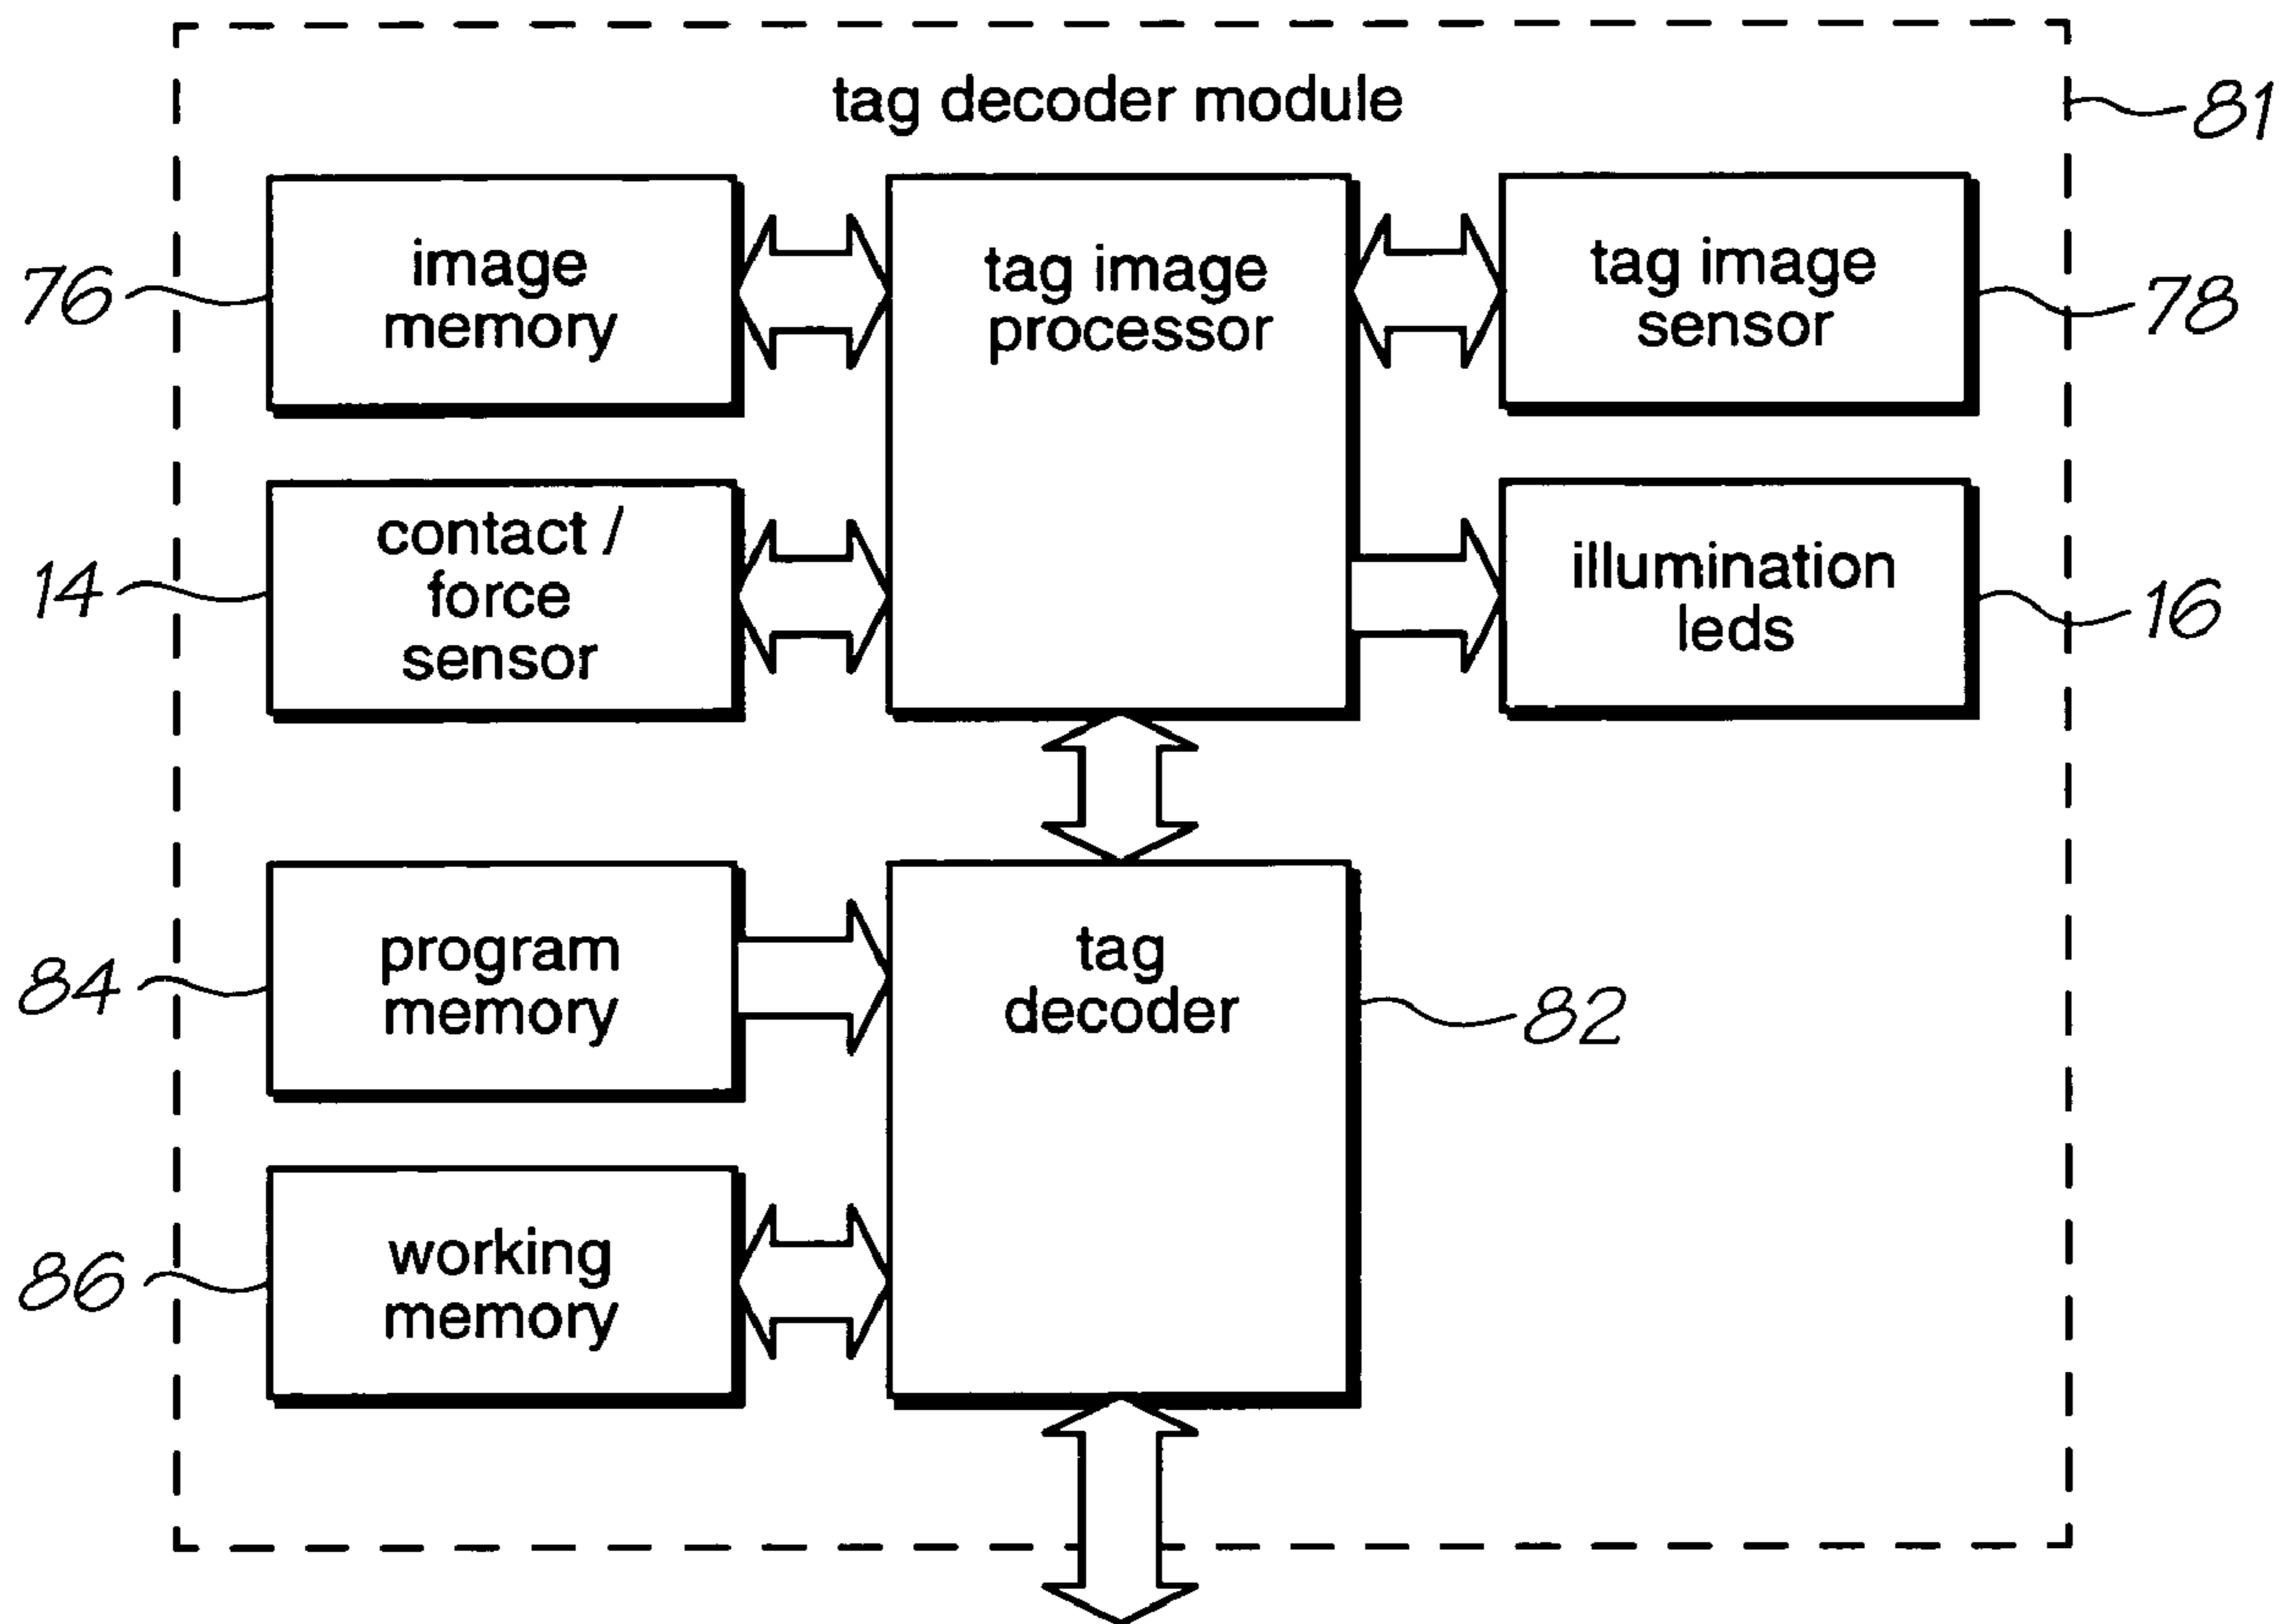 tag decoder module
81
image
memory
76
tag image
processor
tag image
sensor
78
contact /
force
sensor
14
illumination
leds
16
program
memory
84
tag
decoder
82
working
memory
86